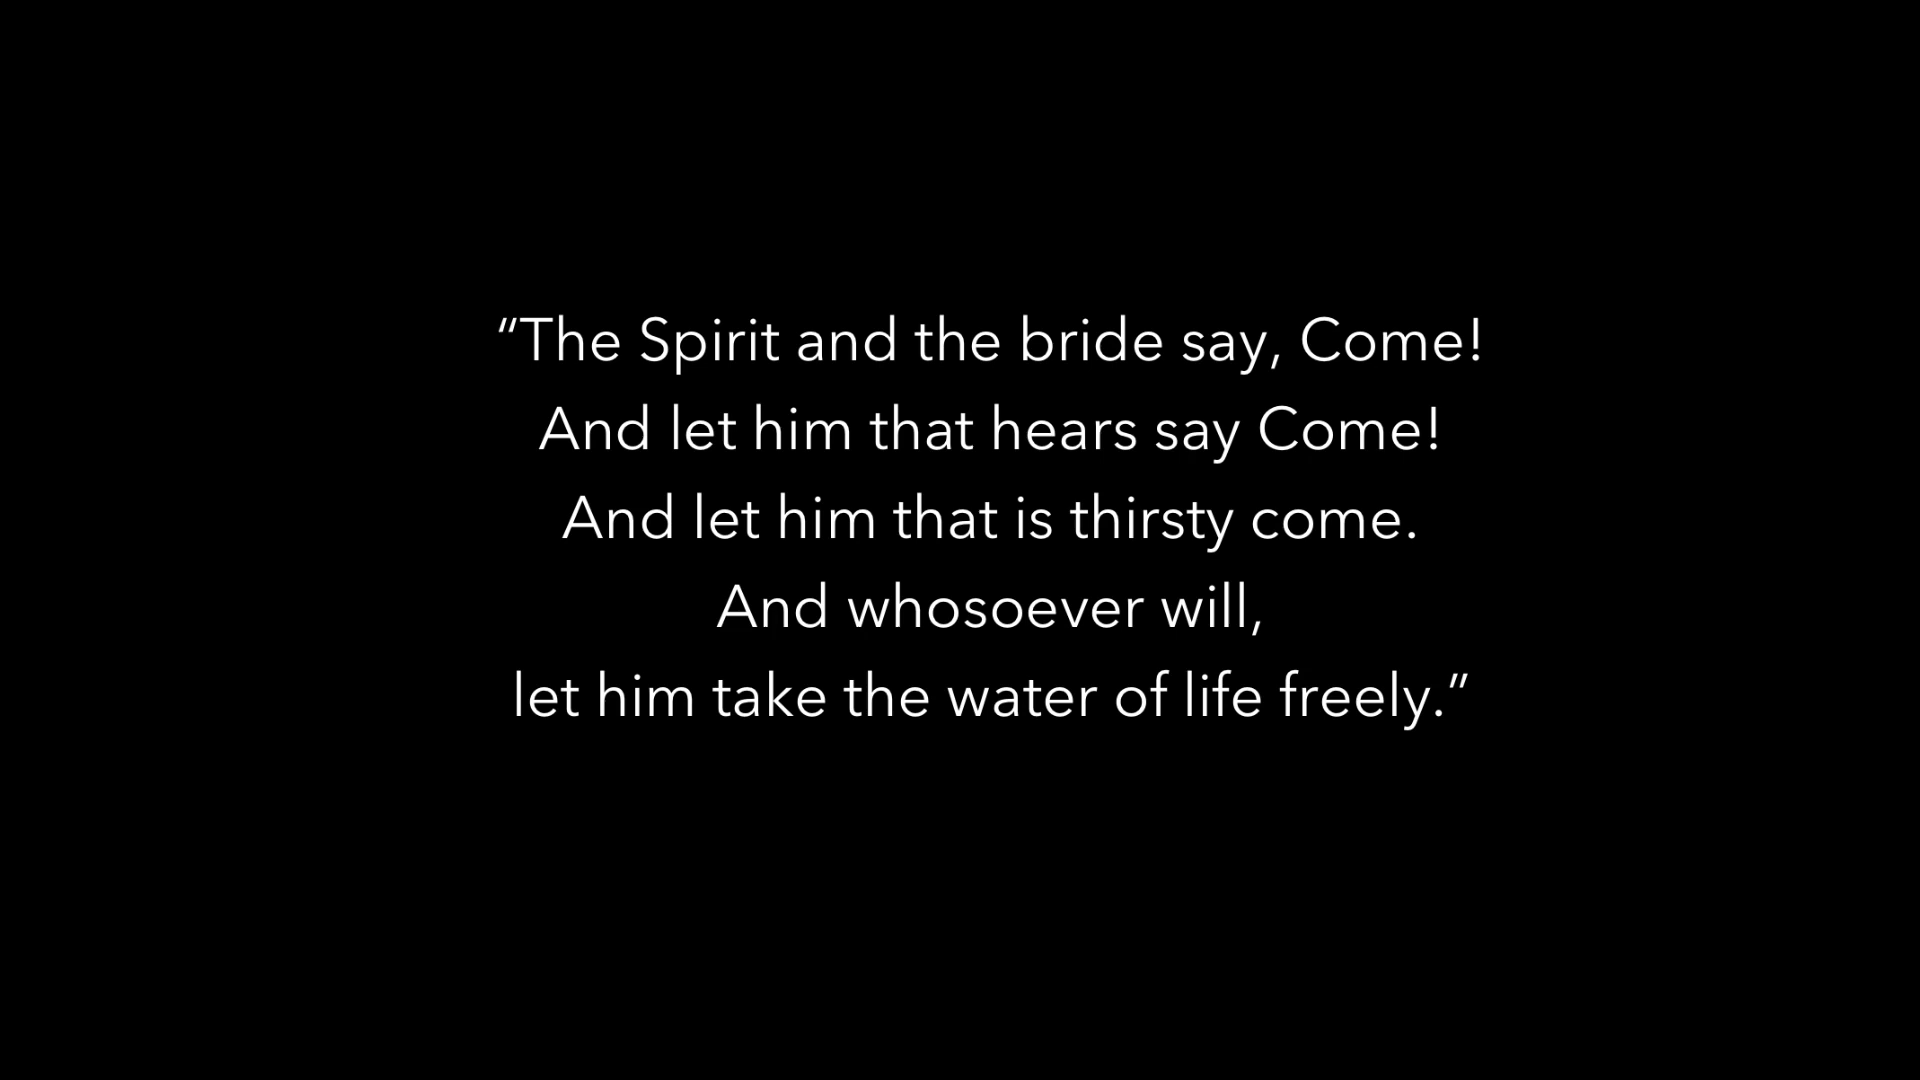 “The Spirit and the bride say, Come!
And let him that hears say Come!
And let him that is thirsty come.
And whosoever will,
let him take the water of life freely.”